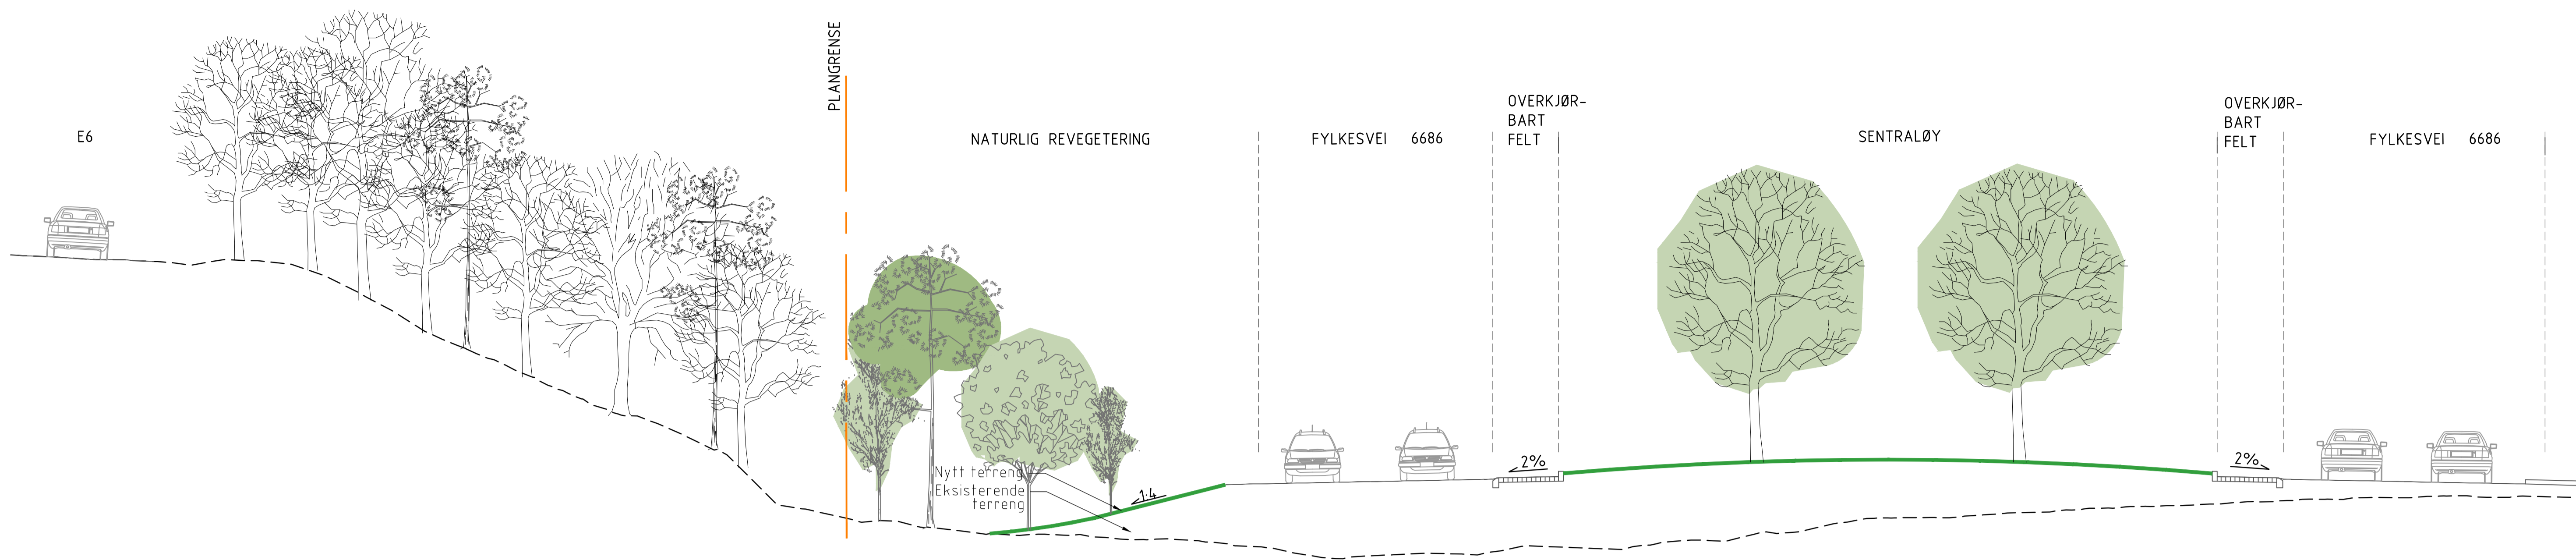 E6
PLANGRENSE
NATURLIG REVEGETERING
FYLKESVEI 6686
OVERKJØR-
BART
FELT
SENTRALØY
OVERKJØR-
BART
FELT
FYLKESVEI 6686
Nytt terreng
Eksisterende
terreng
1:4
2%
2%